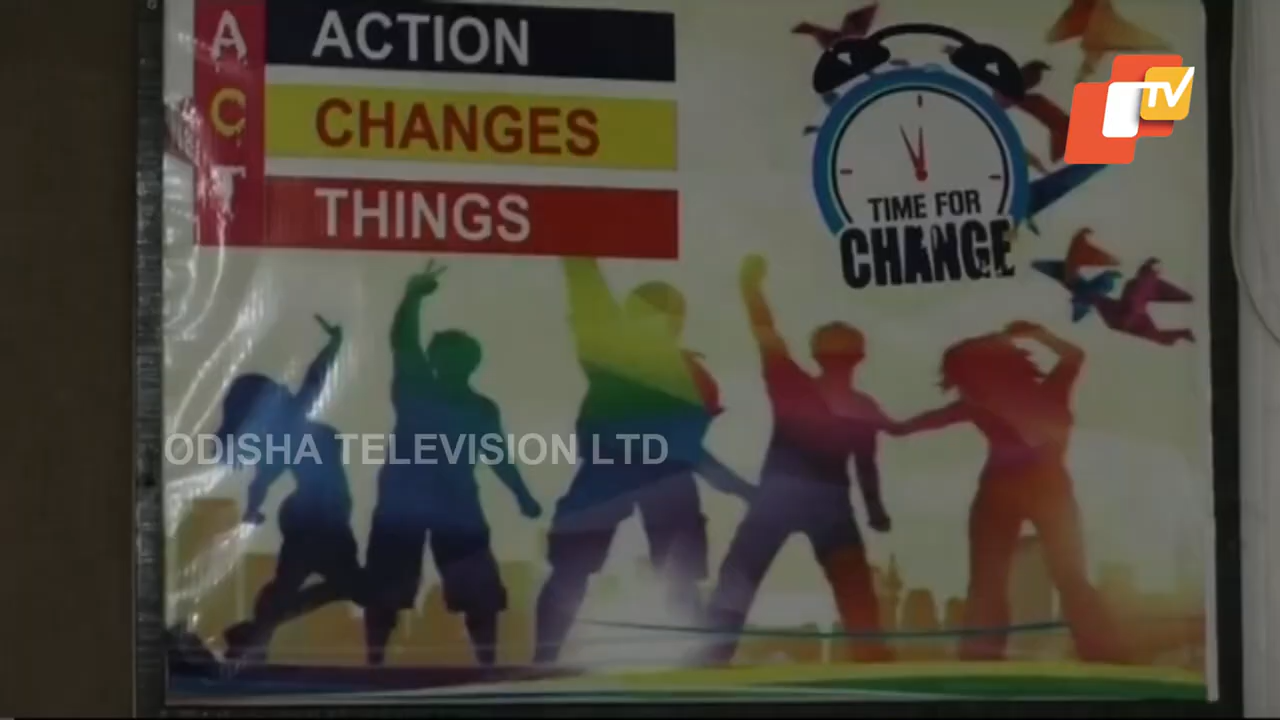 A ACTION
C CHANGES
T THINGS
TIME FOR
CHANGE
TV
ODISHA TELEVISION LTD